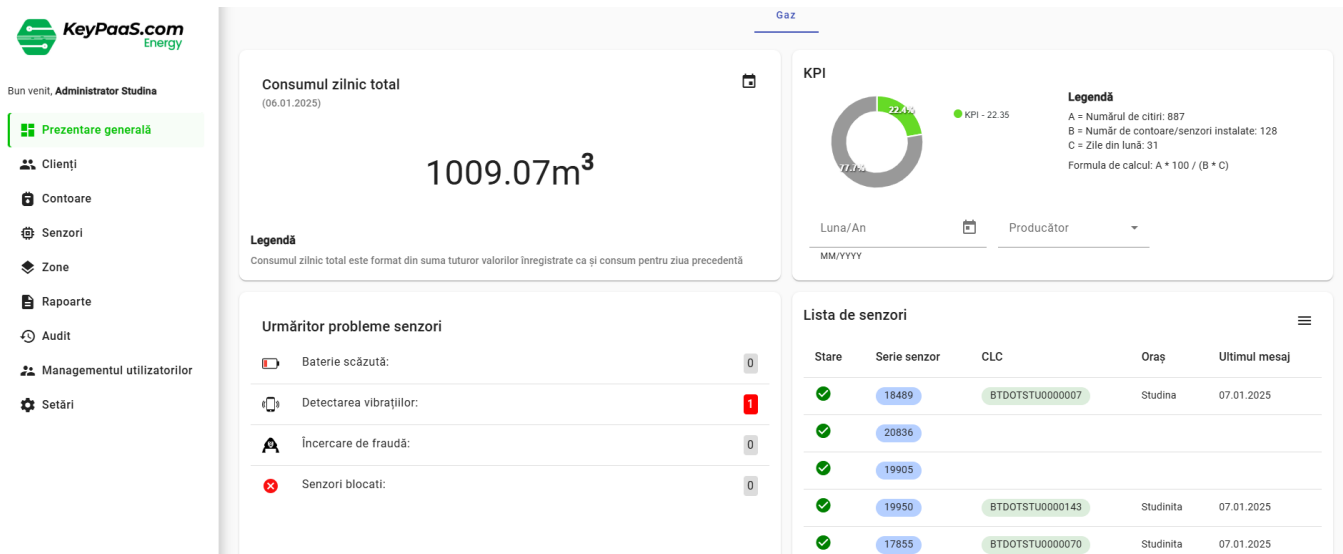 KeyPaaS.com
Energy
Bun venit, Administrator Studina
Prezentare generală
Clienți
Contoare
Senzori
Zone
Rapoarte
Audit
Managementul utilizatorilor
Setări
Gaz
Consumul zilnic total
(06.01.2025)
1009.07m³
Legendă
Consumul zilnic total este format din suma tuturor valorilor înregistrate ca și consum pentru ziua precedentă
KPI
22.4%
77.7%
KPI - 22.35
Legendă
A = Numărul de citiri: 887
B = Număr de contoare/senzori instalate: 128
C = Zile din lună: 31
Formula de calcul: A * 100 / (B * C)
Luna/An
Producător
MM/YYYY
Urmăritor probleme senzori
Baterie scăzută: 0
Detectarea vibrațiilor: 1
Încercare de fraudă: 0
Senzori blocati: 0
Lista de senzori
Stare Serie senzor CLC Oraș Ultimul mesaj
18489 BTDOTSTU0000007 Studina 07.01.2025
20836
19905
19950 BTDOTSTU0000143 Studinita 07.01.2025
17855 BTDOTSTU0000070 Studinita 07.01.2025